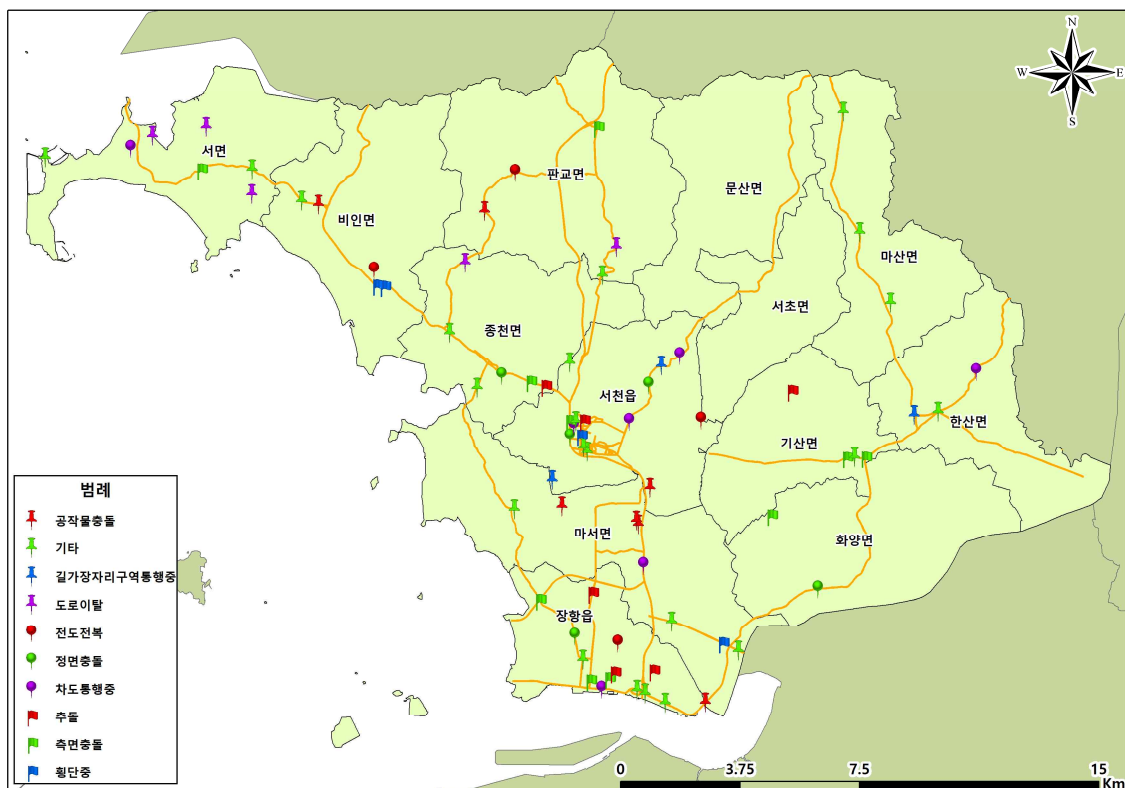 N
W E
S
서면
판교면
문산면
비인면
마산면
서초면
종천면
서천읍
한산면
기산면
마서면
화양면
장항읍
범례
공작물충돌
기타
길가장자리구역통행중
도로이탈
전도전복
정면충돌
차도통행중
추돌
측면충돌
횡단중
0 3.75 7.5 15
Km